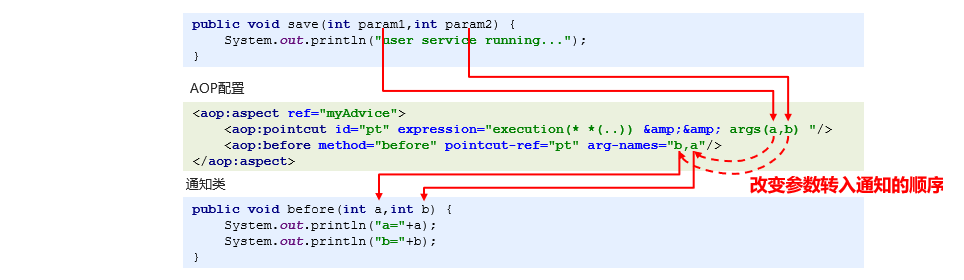 public void save(int param1,int param2) {
    System.out.println("user service running...");
}
AOP配置
<aop:aspect ref="myAdvice">
    <aop:pointcut id="pt" expression="execution(* *(..)) &amp;&amp; args(a,b) "/>
    <aop:before method="before" pointcut-ref="pt" arg-names="b,a"/>
</aop:aspect>
通知类
改变参数转入通知的顺序
public void before(int a,int b) {
    System.out.println("a="+a);
    System.out.println("b="+b);
}